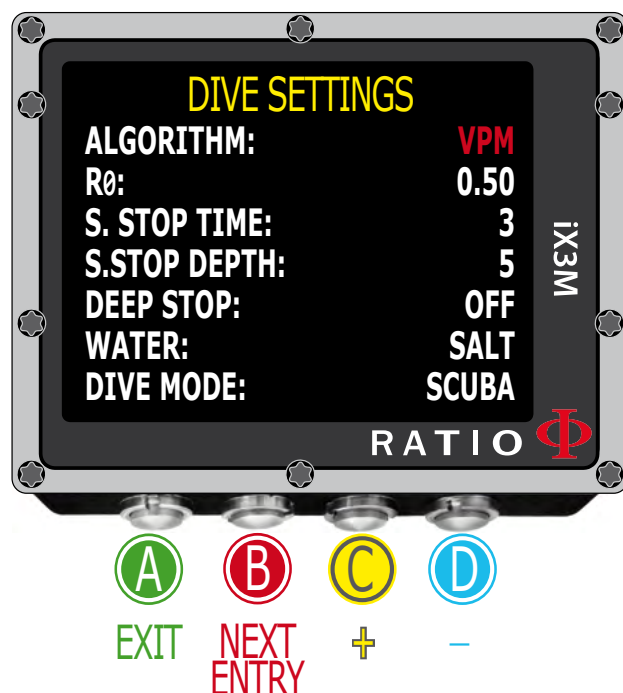 DIVE SETTINGS
ALGORITHM: VPM
R0: 0.50
S. STOP TIME: 3
S.STOP DEPTH: 5
DEEP STOP: OFF
WATER: SALT
DIVE MODE: SCUBA
iX3M
RATIO Φ
A B C D
EXIT NEXT ENTRY + -